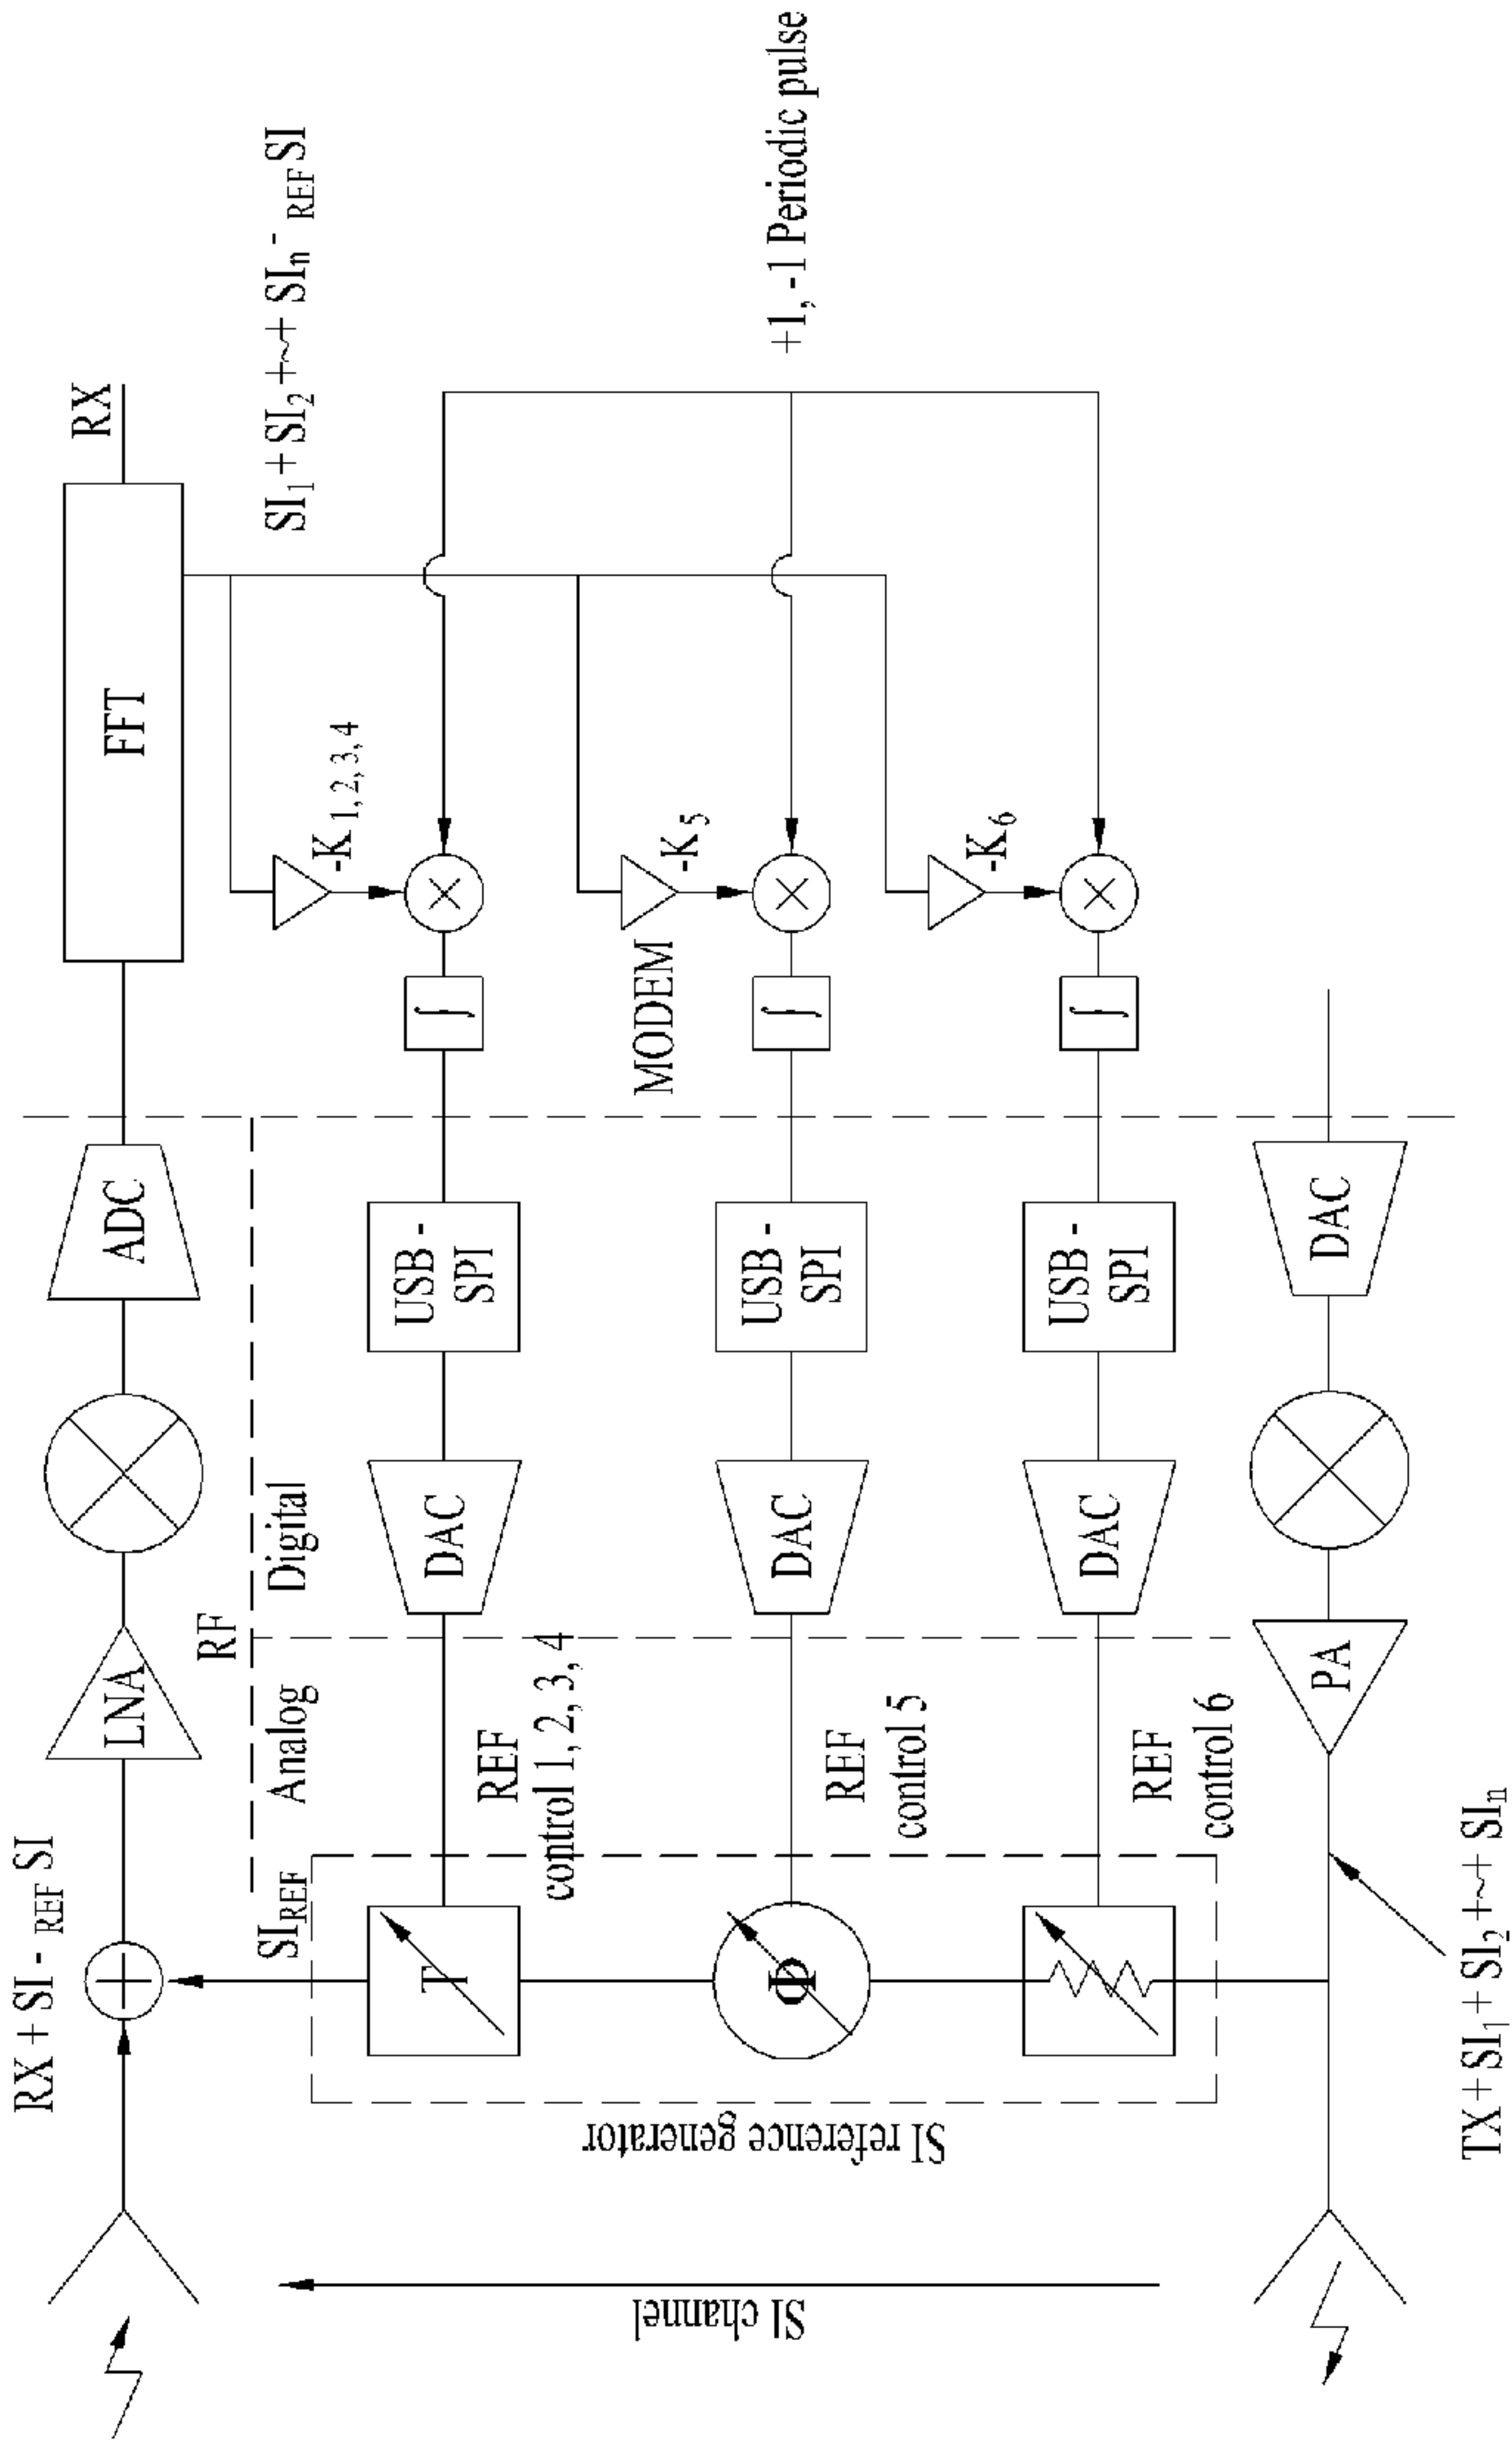 RX + SI - REF SI
LNA
ADC
FFT
RX
RF
SI1 + SI2 +~+ SIn - REF SI
Analog
Digital
SIREF
T
REF
control 1, 2, 3, 4
DAC
USB -
SPI
∫
-K1, 2, 3, 4
MODEM
Φ
REF
control 5
DAC
USB -
SPI
∫
-K5
+1, -1 Periodic pulse
REF
control 6
DAC
USB -
SPI
∫
-K6
SI reference generator
SI channel
PA
DAC
TX + SI1 + SI2 +~+ SIn